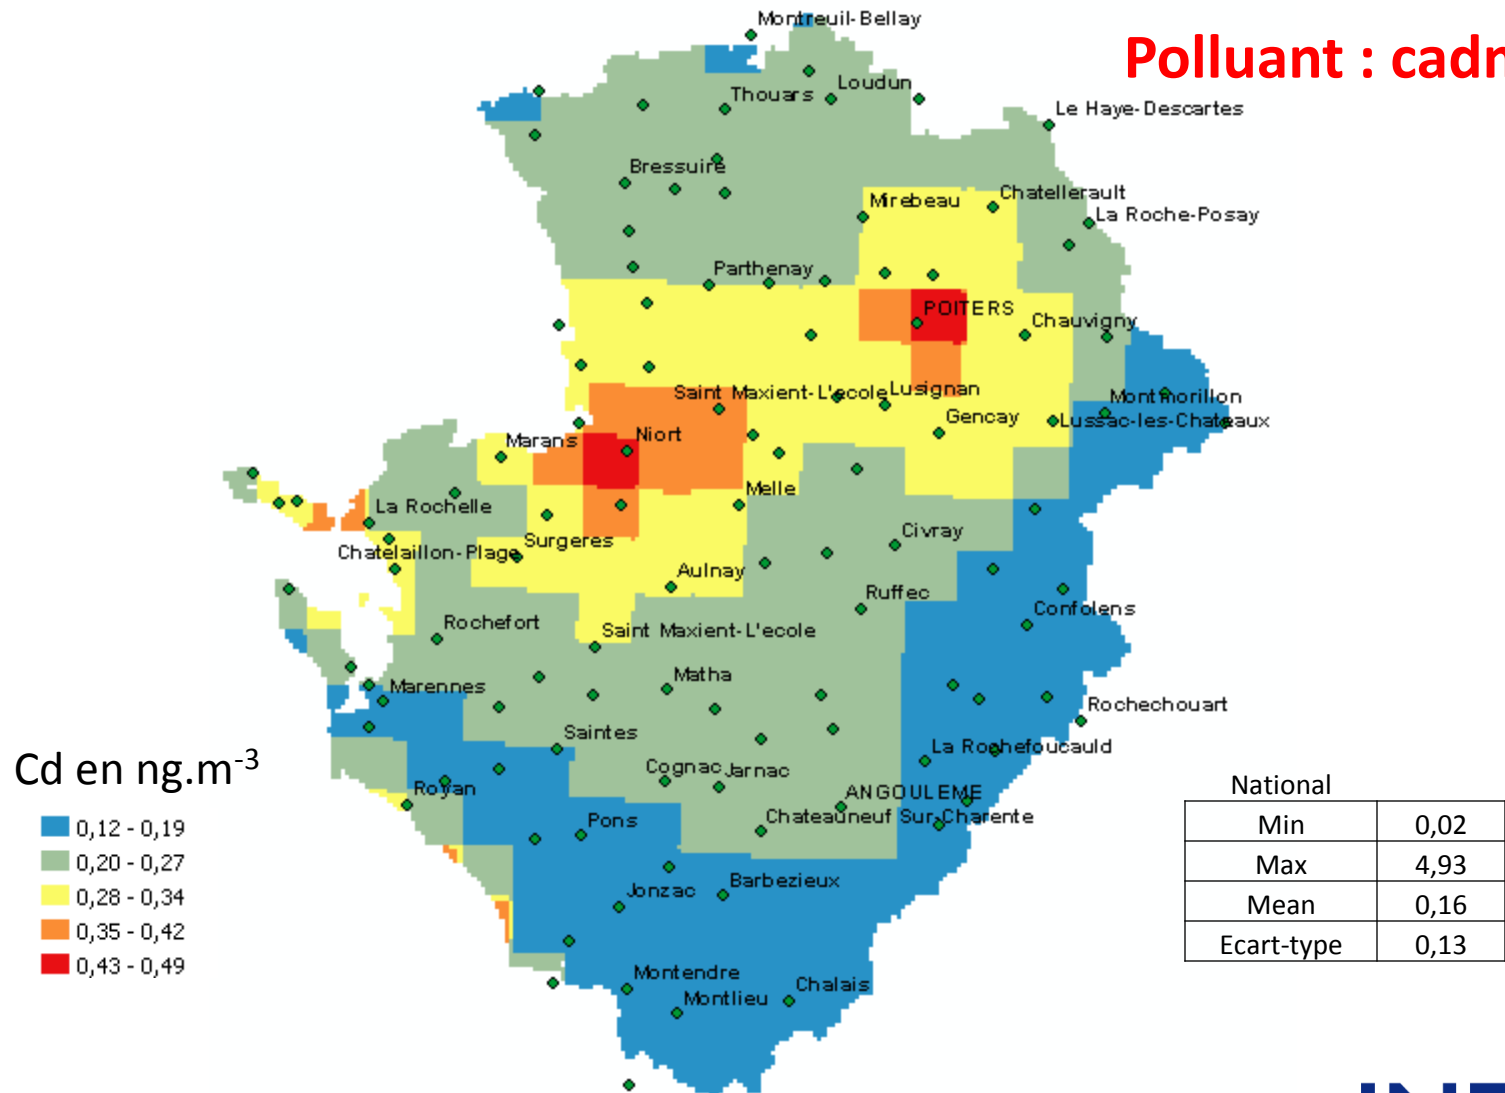 Montreuil-Bellay
Polluant : cadm
Thouars
Loudun
Le Haye-Descartes
Bressuire
Chatellerault
Mirebeau
La Roche-Posay
Parthenay
POITERS
Chauvigny
Saint Maxient-L'ecole
Lusignan
Montmorillon
Gencay
Lussac-les-Chateaux
Marans
Niort
Melle
La Rochelle
Civray
Surgeres
Chatelaillon-Plage
Aulnay
Ruffec
Confolens
Rochefort
Saint Maxient-L'ecole
Matha
Marennes
Rochechouart
Saintes
La Rochefoucauld
Cd en ng.m-3
Cognac
Jarnac
National
Royan
ANGOULEME
Min 0,02
Pons
Chateauneuf Sur-Charente
0,12 - 0,19
Max 4,93
0,20 - 0,27
Barbezieux
Jonzac
0,28 - 0,34
Mean 0,16
0,35 - 0,42
Ecart-type 0,13
0,43 - 0,49
Montendre
Chalais
Montlieu